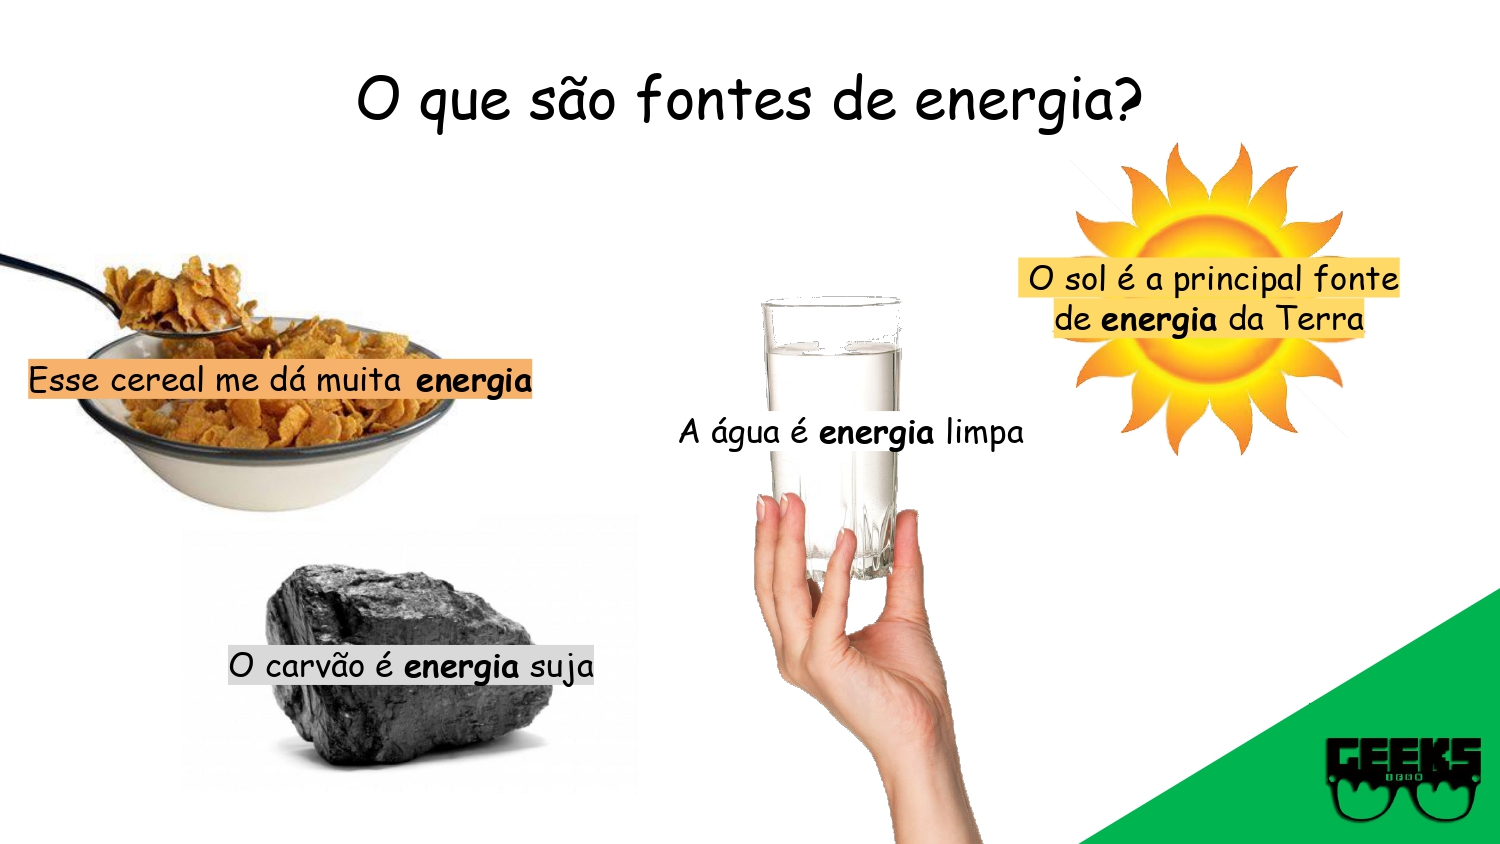 O que são fontes de energia?
O sol é a principal fonte
de energia da Terra
Esse cereal me dá muita energia
A água é energia limpa
O carvão é energia suja
GEEKS